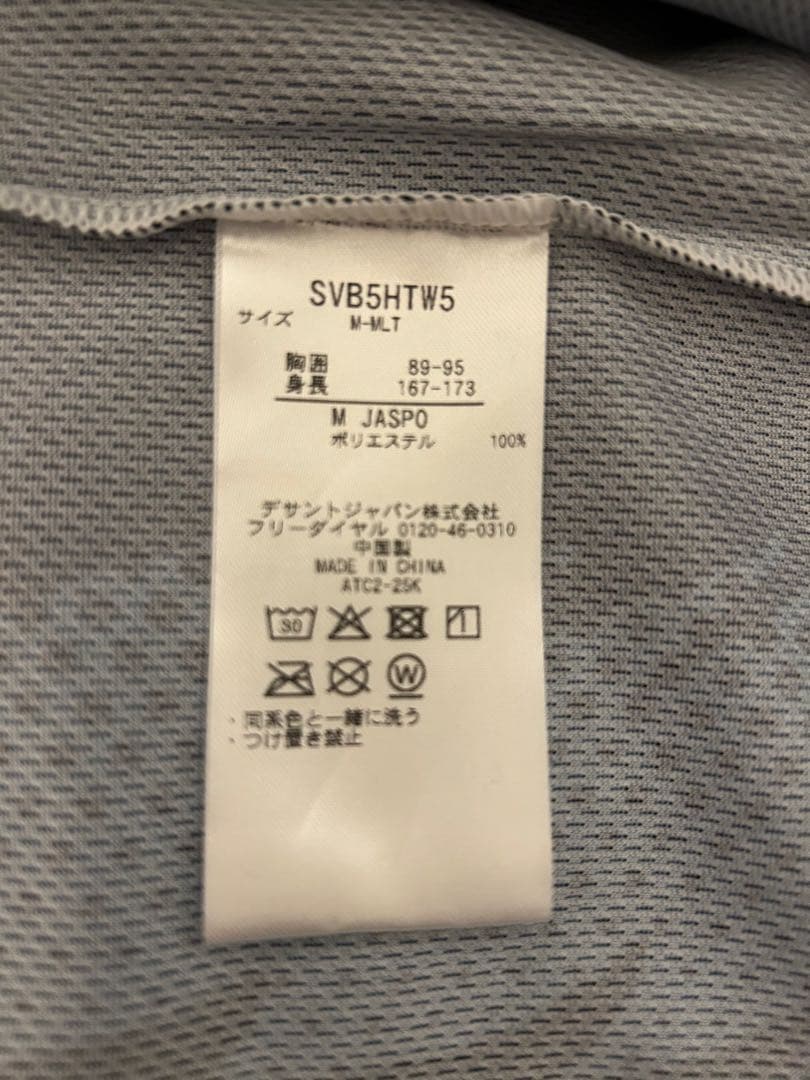 SVB5HTW5
サイズ M-MLT
胸囲 89-95
身長 167-173
M JASPO
ポリエステル 100%
デサントジャパン株式会社
フリーダイヤル 0120-46-0310
中国製
MADE IN CHINA
ATC2-25K
30
W
・同系色と一緒に洗う
・つけ置き禁止